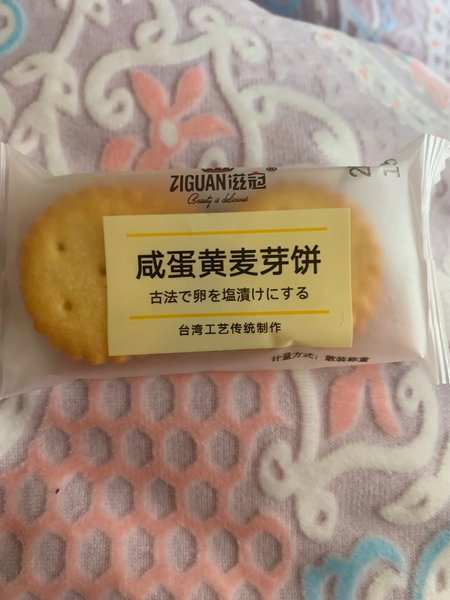 ZIGUAN滋冠®
Beauty is delicious
咸蛋黄麦芽饼
古法で卵を塩漬けにする
台湾工艺传统制作
计量方式：散装称重